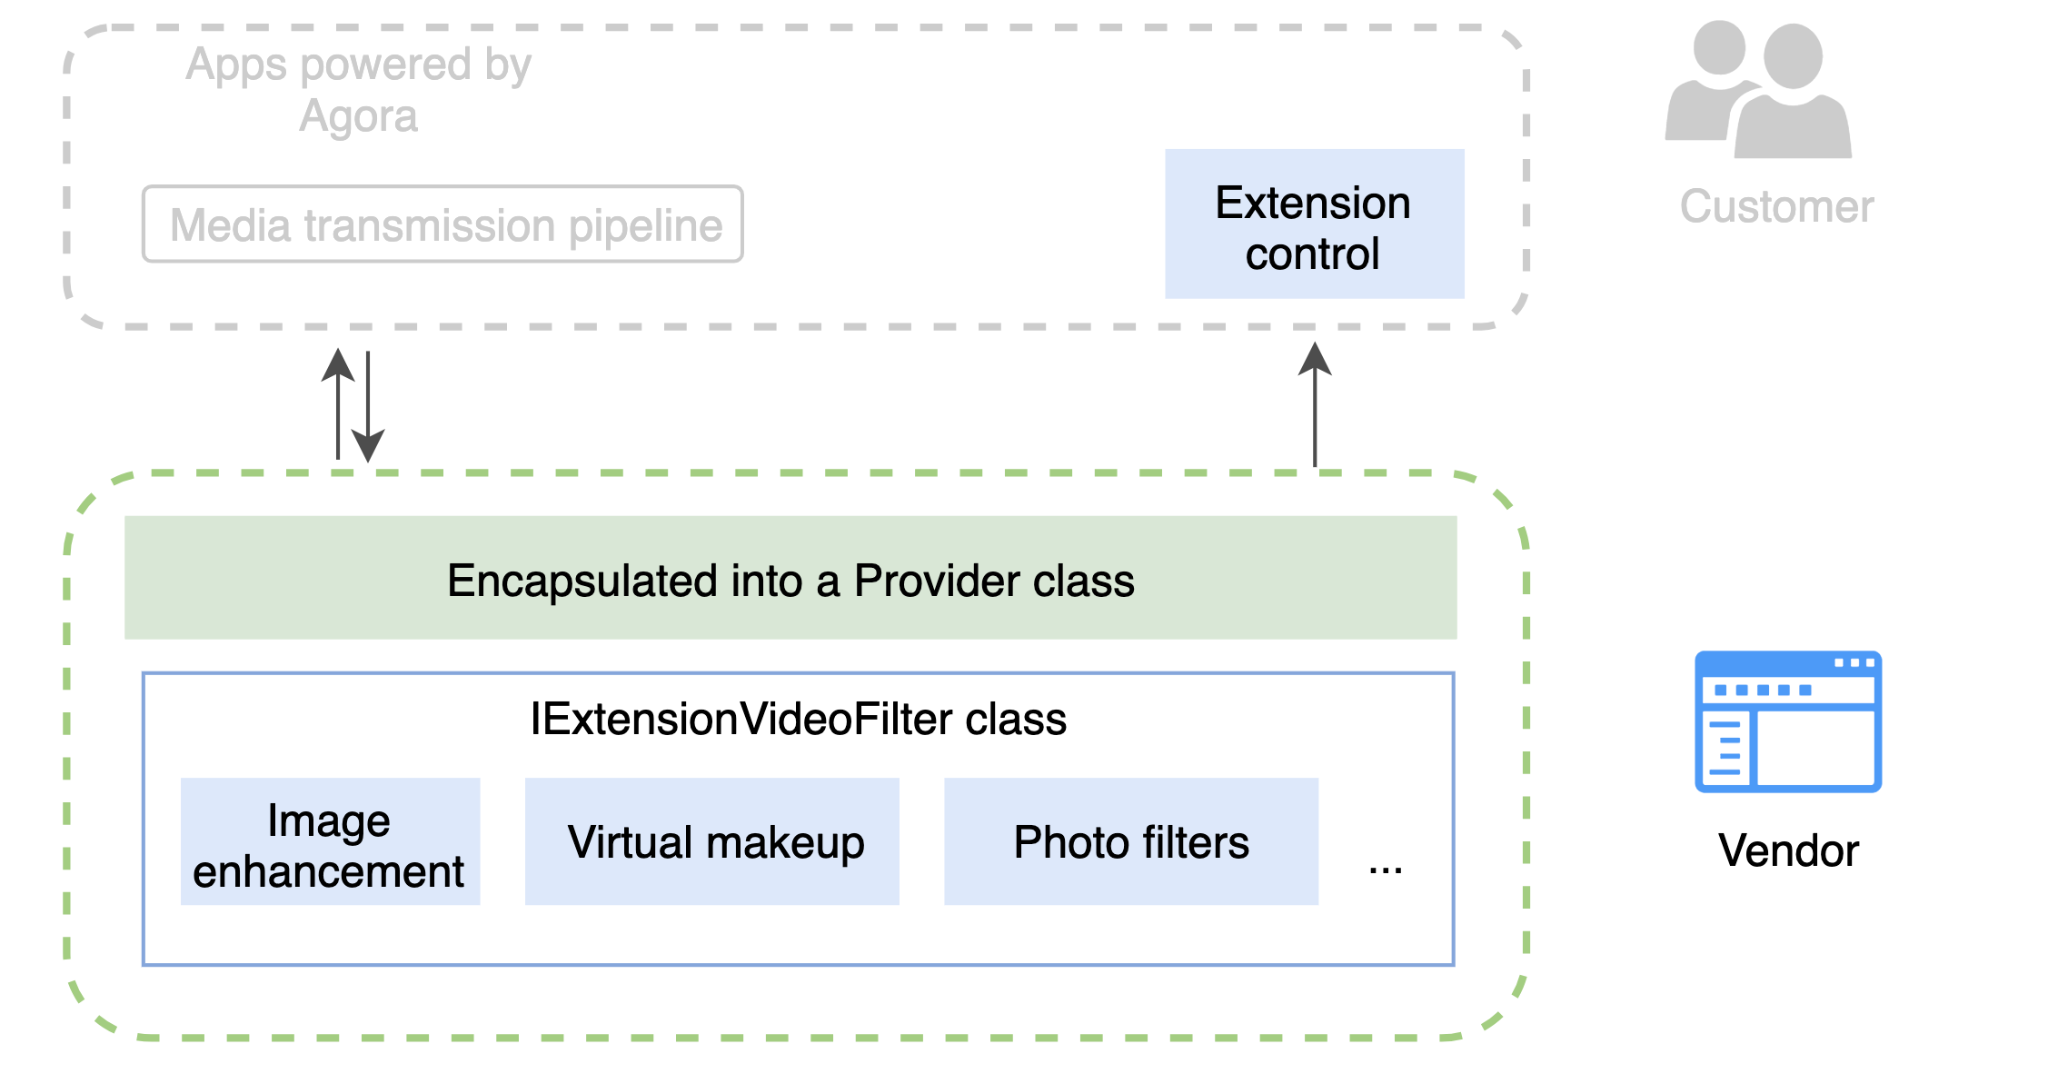 Apps powered by
Agora
Media transmission pipeline
Extension
control
Customer
Encapsulated into a Provider class
IExtensionVideoFilter class
Image
enhancement
Virtual makeup
Photo filters
...
Vendor